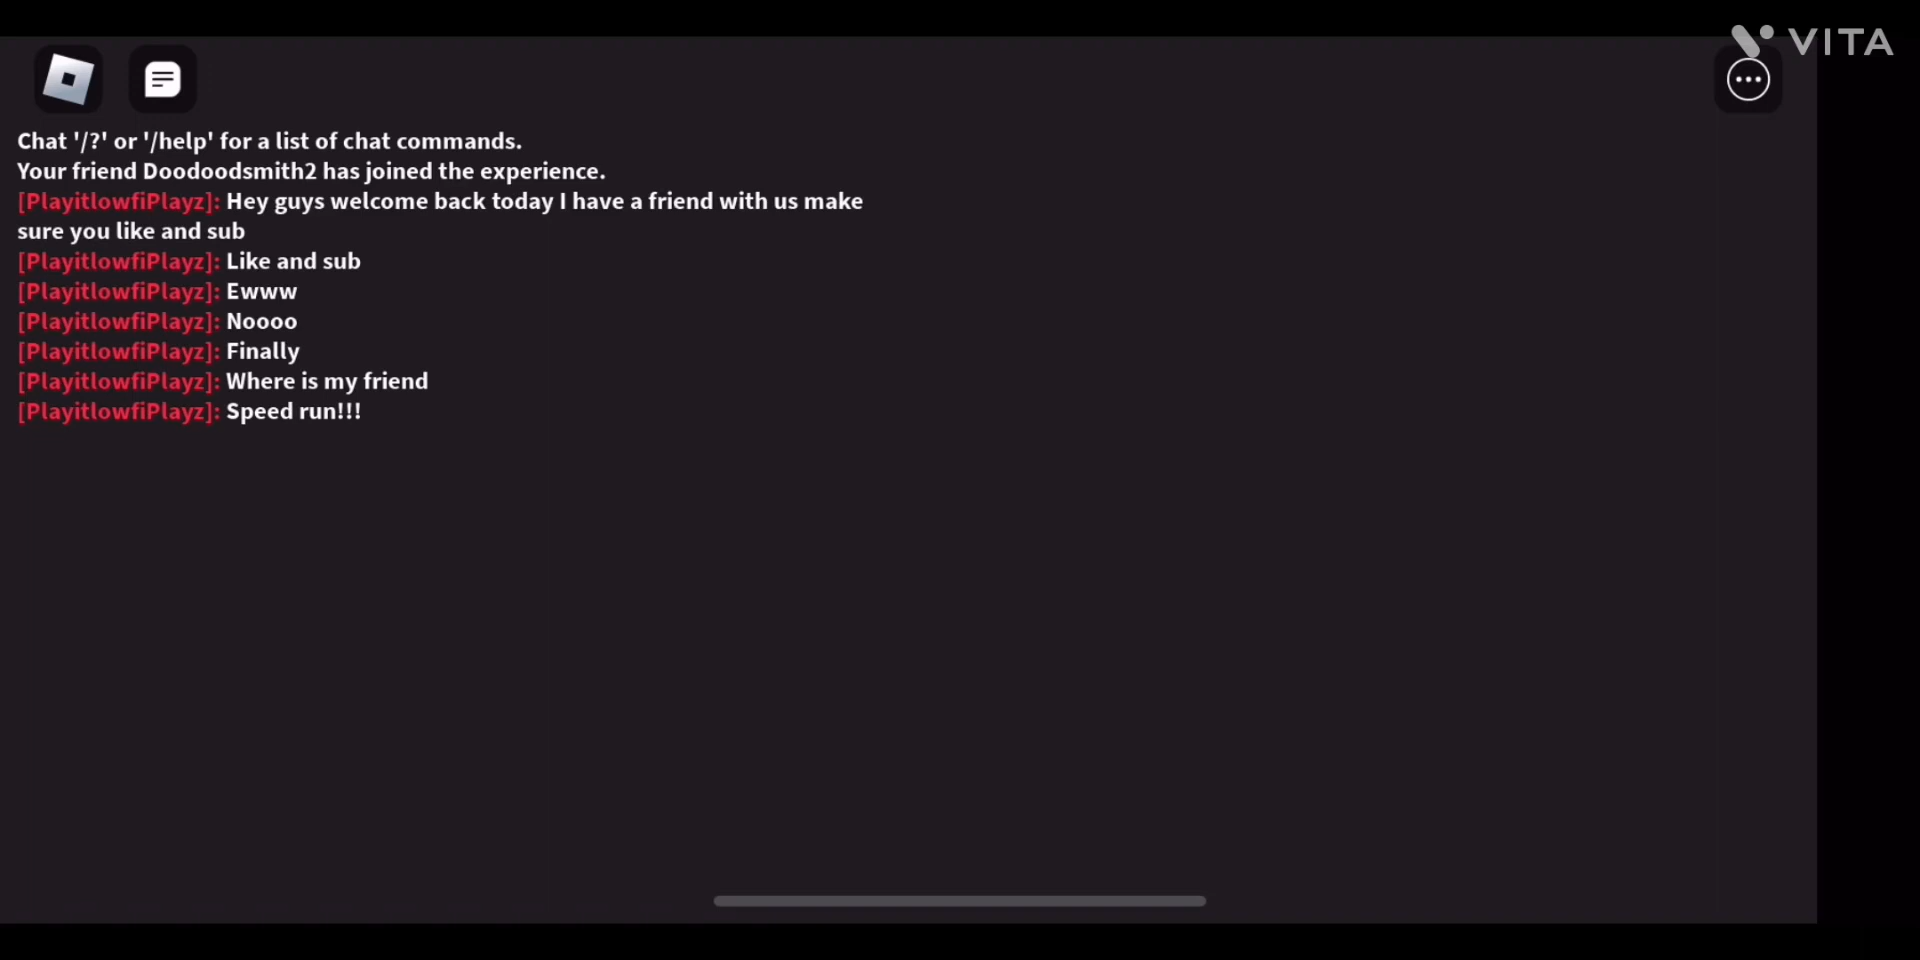 VITA
Chat '/?' or '/help' for a list of chat commands.
Your friend Doodoodsmith2 has joined the experience.
[PlayitlowfiPlayz]: Hey guys welcome back today I have a friend with us make
sure you like and sub
[PlayitlowfiPlayz]: Like and sub
[PlayitlowfiPlayz]: Ewww
[PlayitlowfiPlayz]: Noooo
[PlayitlowfiPlayz]: Finally
[PlayitlowfiPlayz]: Where is my friend
[PlayitlowfiPlayz]: Speed run!!!